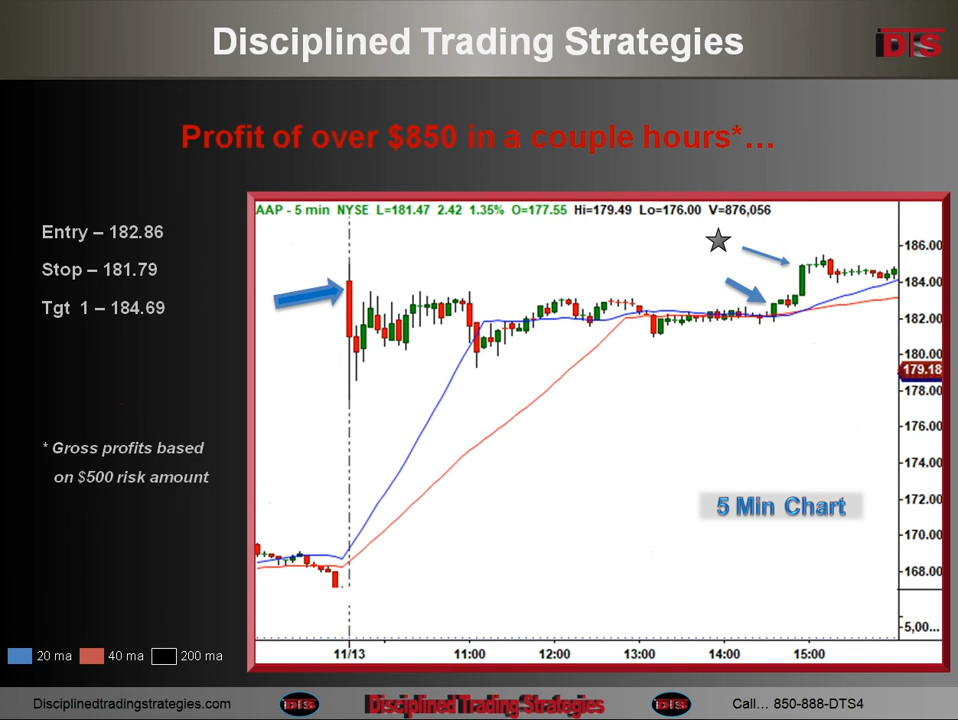 Disciplined Trading Strategies
DTS
Profit of over $850 in a couple hours*…
Entry – 182.86
Stop – 181.79
Tgt 1 – 184.69
* Gross profits based
on $500 risk amount
AAP - 5 min NYSE L=181.47 2.42 1.35% O=177.55 Hi=179.49 Lo=176.00 V=876,056
186.00
184.00
182.00
180.00
179.18
178.00
176.00
174.00
172.00
170.00
168.00
5,00...
5 Min Chart
11/13 11:00 12:00 13:00 14:00 15:00
20 ma 40 ma 200 ma
Disciplinedtradingstrategies.com DTS Disciplined Trading Strategies DTS Call… 850-888-DTS4